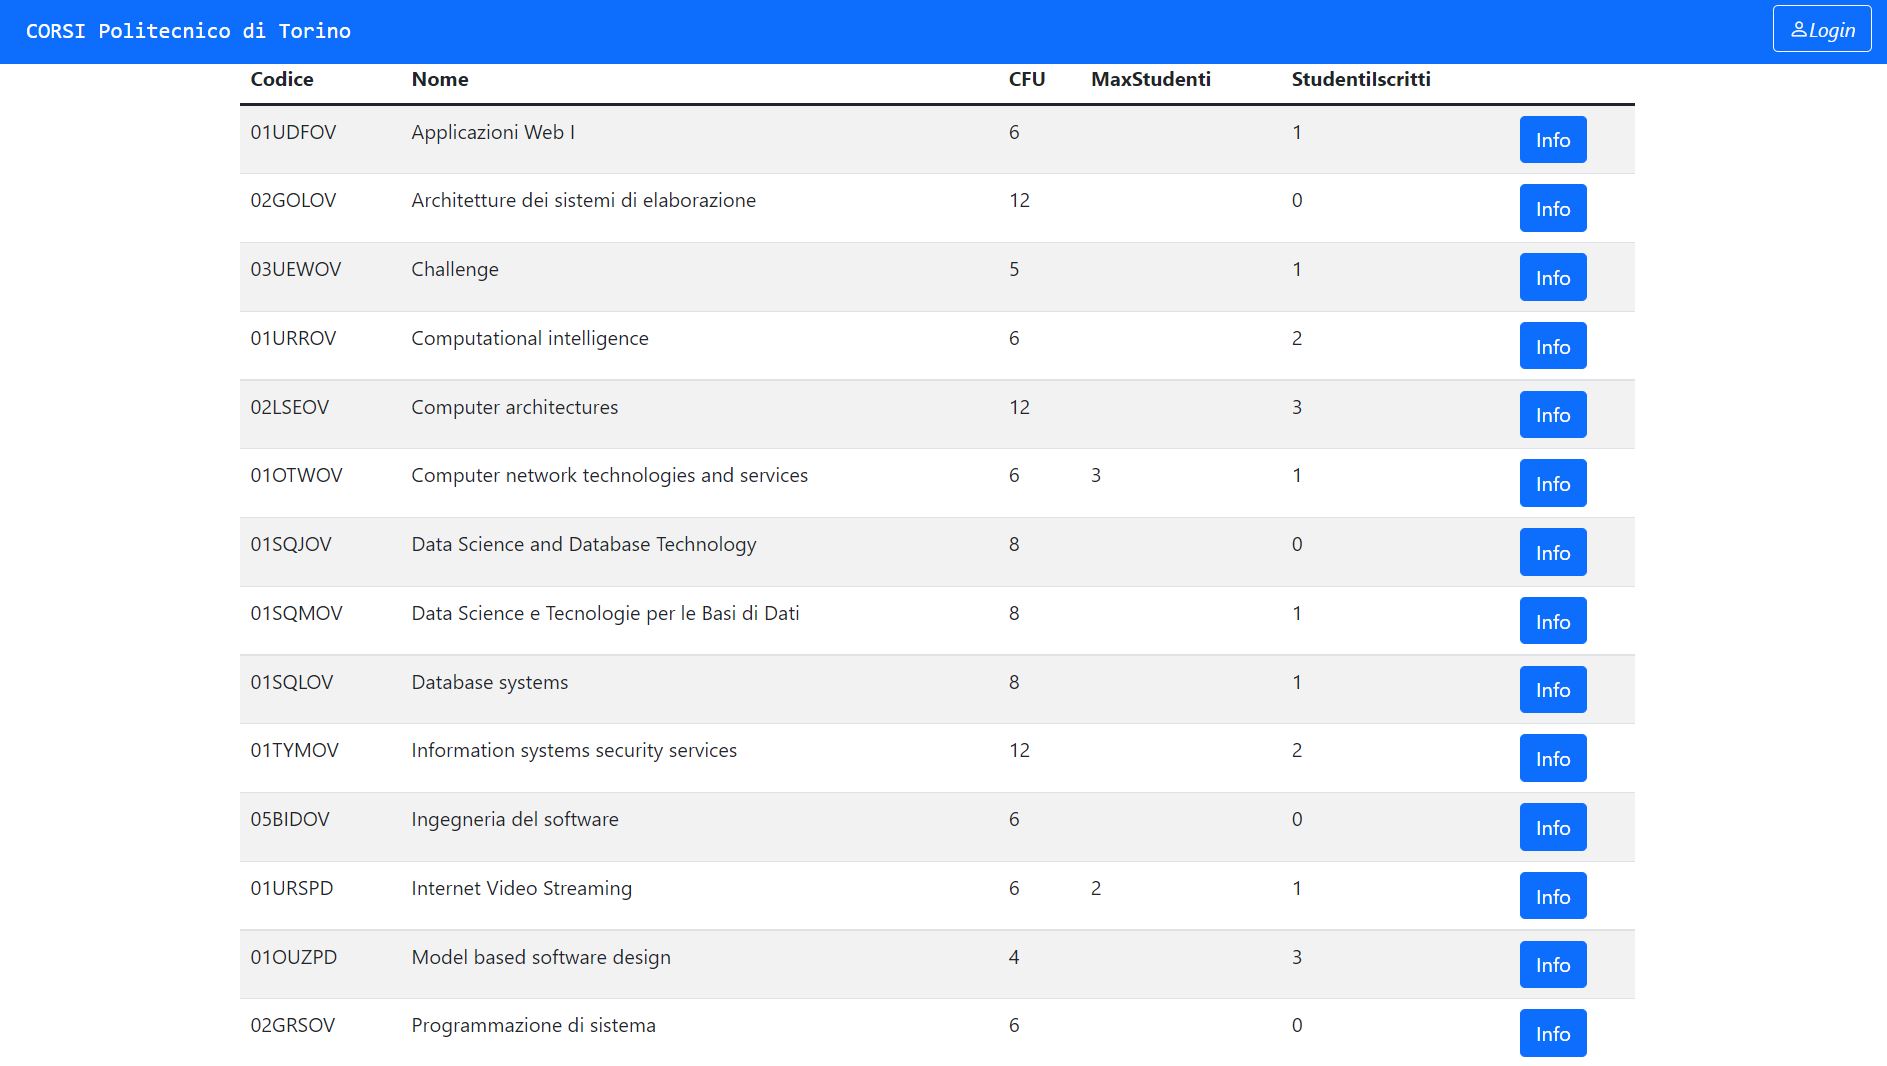 CORSI Politecnico di Torino Login
Codice Nome CFU MaxStudenti StudentiIscritti
01UDFOV Applicazioni Web I 6 1 Info
02GOLOV Architetture dei sistemi di elaborazione 12 0 Info
03UEWOV Challenge 5 1 Info
01URROV Computational intelligence 6 2 Info
02LSEOV Computer architectures 12 3 Info
01OTWOV Computer network technologies and services 6 3 1 Info
01SQJOV Data Science and Database Technology 8 0 Info
01SQMOV Data Science e Tecnologie per le Basi di Dati 8 1 Info
01SQLOV Database systems 8 1 Info
01TYMOV Information systems security services 12 2 Info
05BIDOV Ingegneria del software 6 0 Info
01URSPD Internet Video Streaming 6 2 1 Info
01OUZPD Model based software design 4 3 Info
02GRSOV Programmazione di sistema 6 0 Info